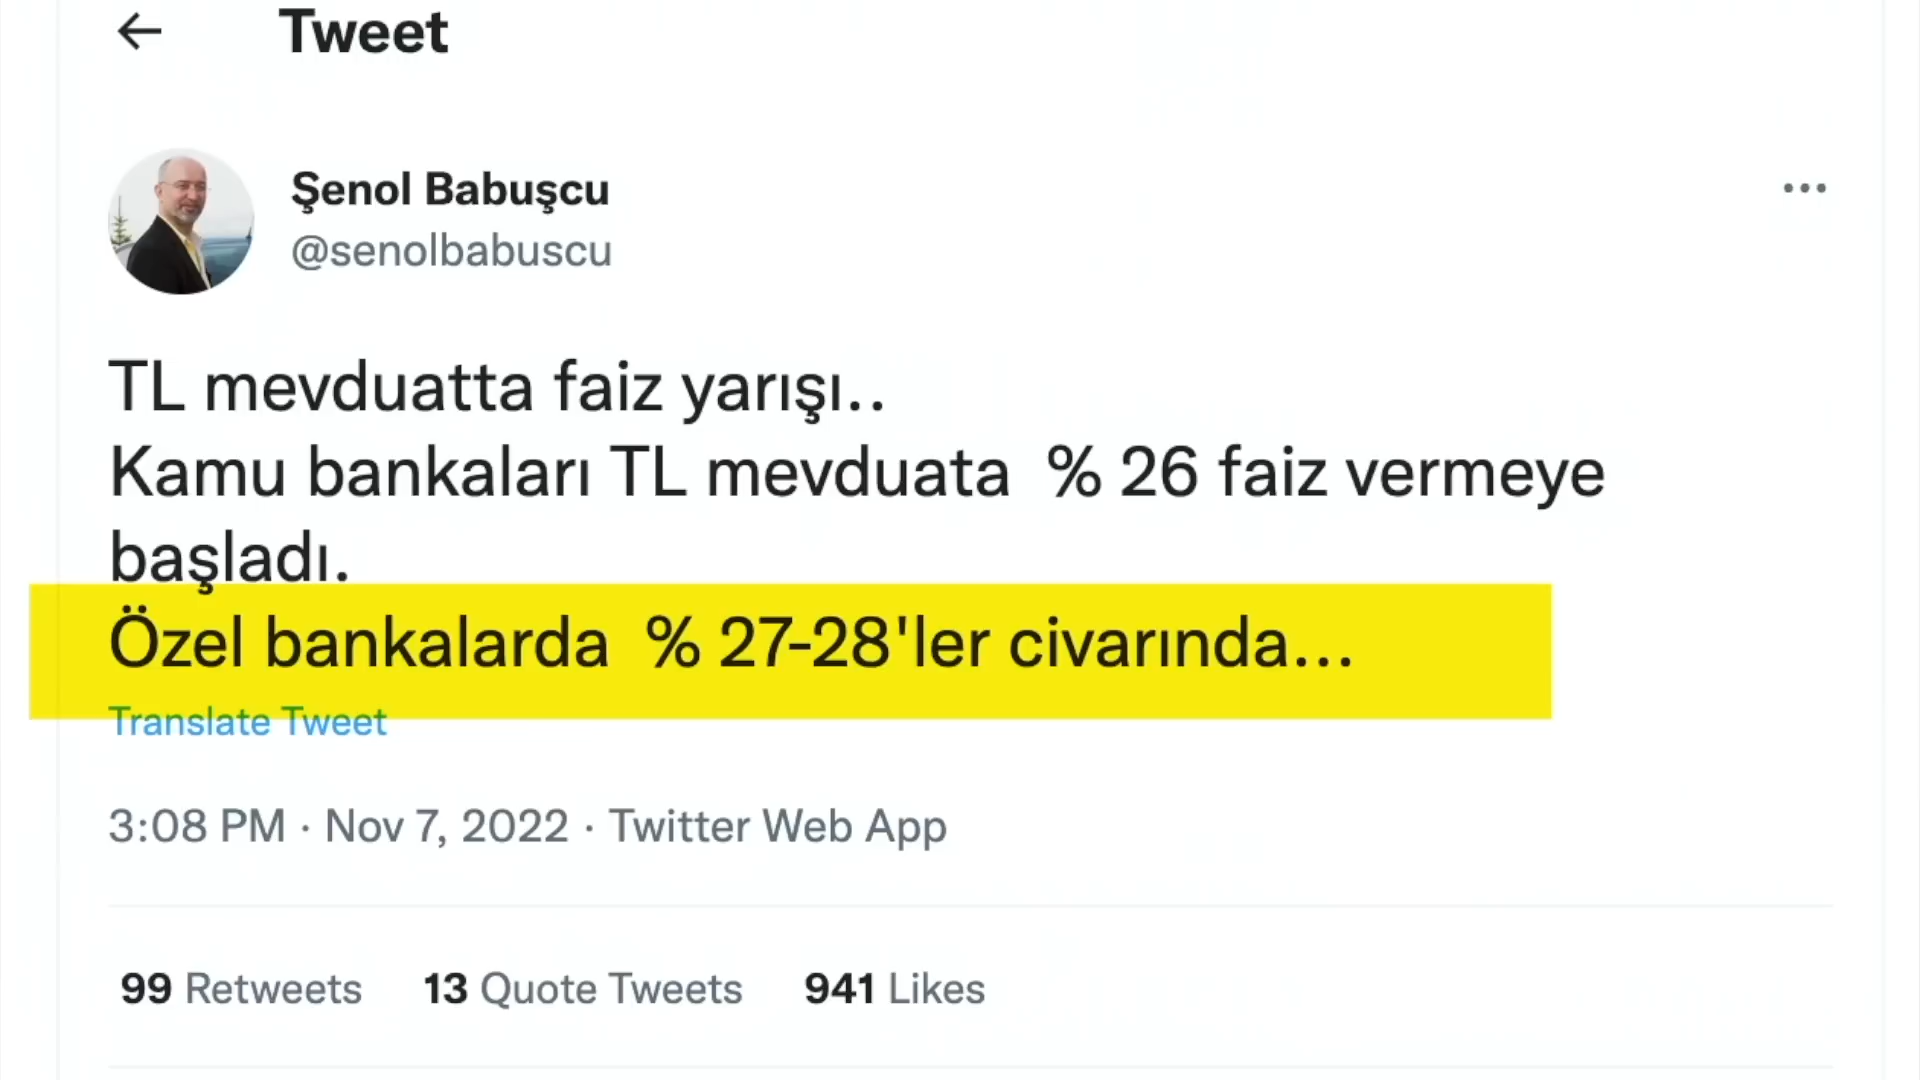 Tweet
Şenol Babuşcu
@senolbabuscu
TL mevduatta faiz yarışı..
Kamu bankaları TL mevduata  % 26 faiz vermeye
başladı.
Özel bankalarda  % 27-28'ler civarında...
Translate Tweet
3:08 PM · Nov 7, 2022 · Twitter Web App
99 Retweets 13 Quote Tweets 941 Likes